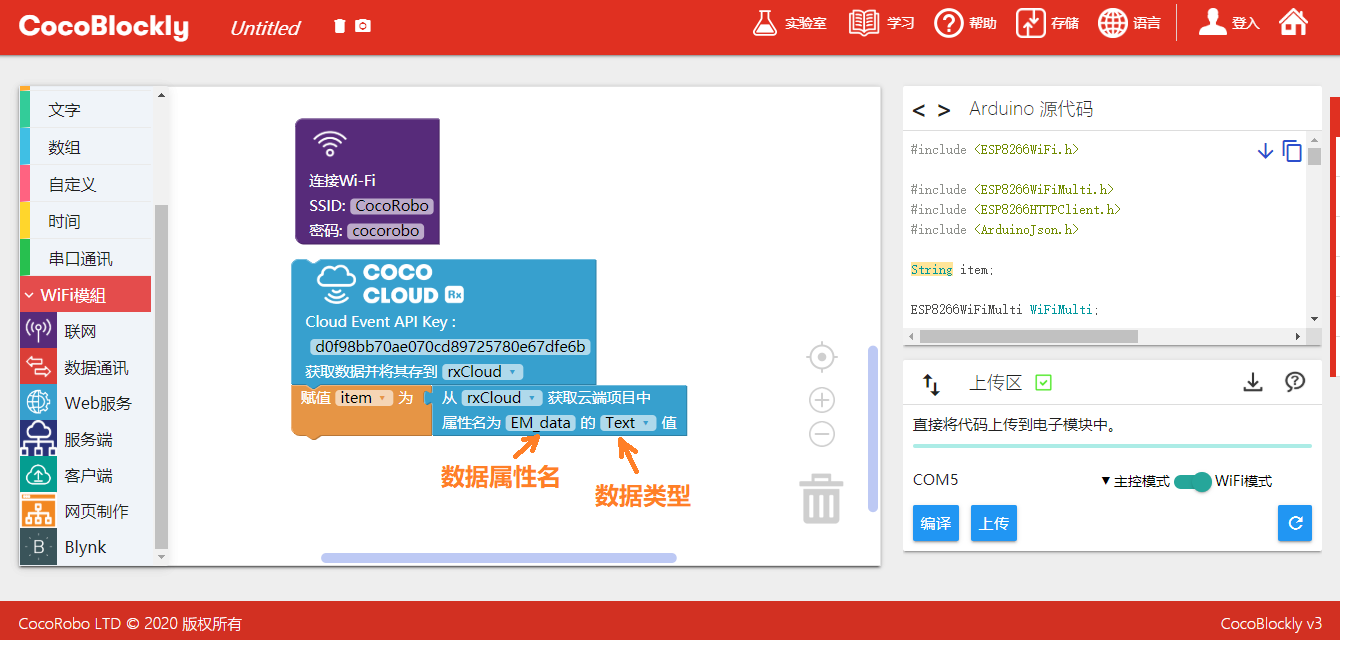 CocoBlockly Untitled 实验室 学习 帮助 存储 语言 登入
文字
数组
自定义
时间
串口通讯
WiFi模组
联网
数据通讯
Web服务
服务端
客户端
网页制作
B Blynk
连接Wi-Fi
SSID: CocoRobo
密码: cocorobo
COCO
CLOUD Rx
Cloud Event API Key :
d0f98bb70ae070cd89725780e67dfe6b
获取数据并将其存到 rxCloud
赋值 item 为 从 rxCloud 获取云端项目中
属性名为 EM_data 的 Text 值
数据属性名
数据类型
< > Arduino 源代码
#include <ESP8266WiFi.h>
#include <ESP8266WiFiMulti.h>
#include <ESP8266HTTPClient.h>
#include <ArduinoJson.h>
String item;
ESP8266WiFiMulti WiFiMulti;
上传区
直接将代码上传到电子模块中。
COM5 主控模式 WiFi模式
编译 上传
CocoRobo LTD © 2020 版权所有 CocoBlockly v3